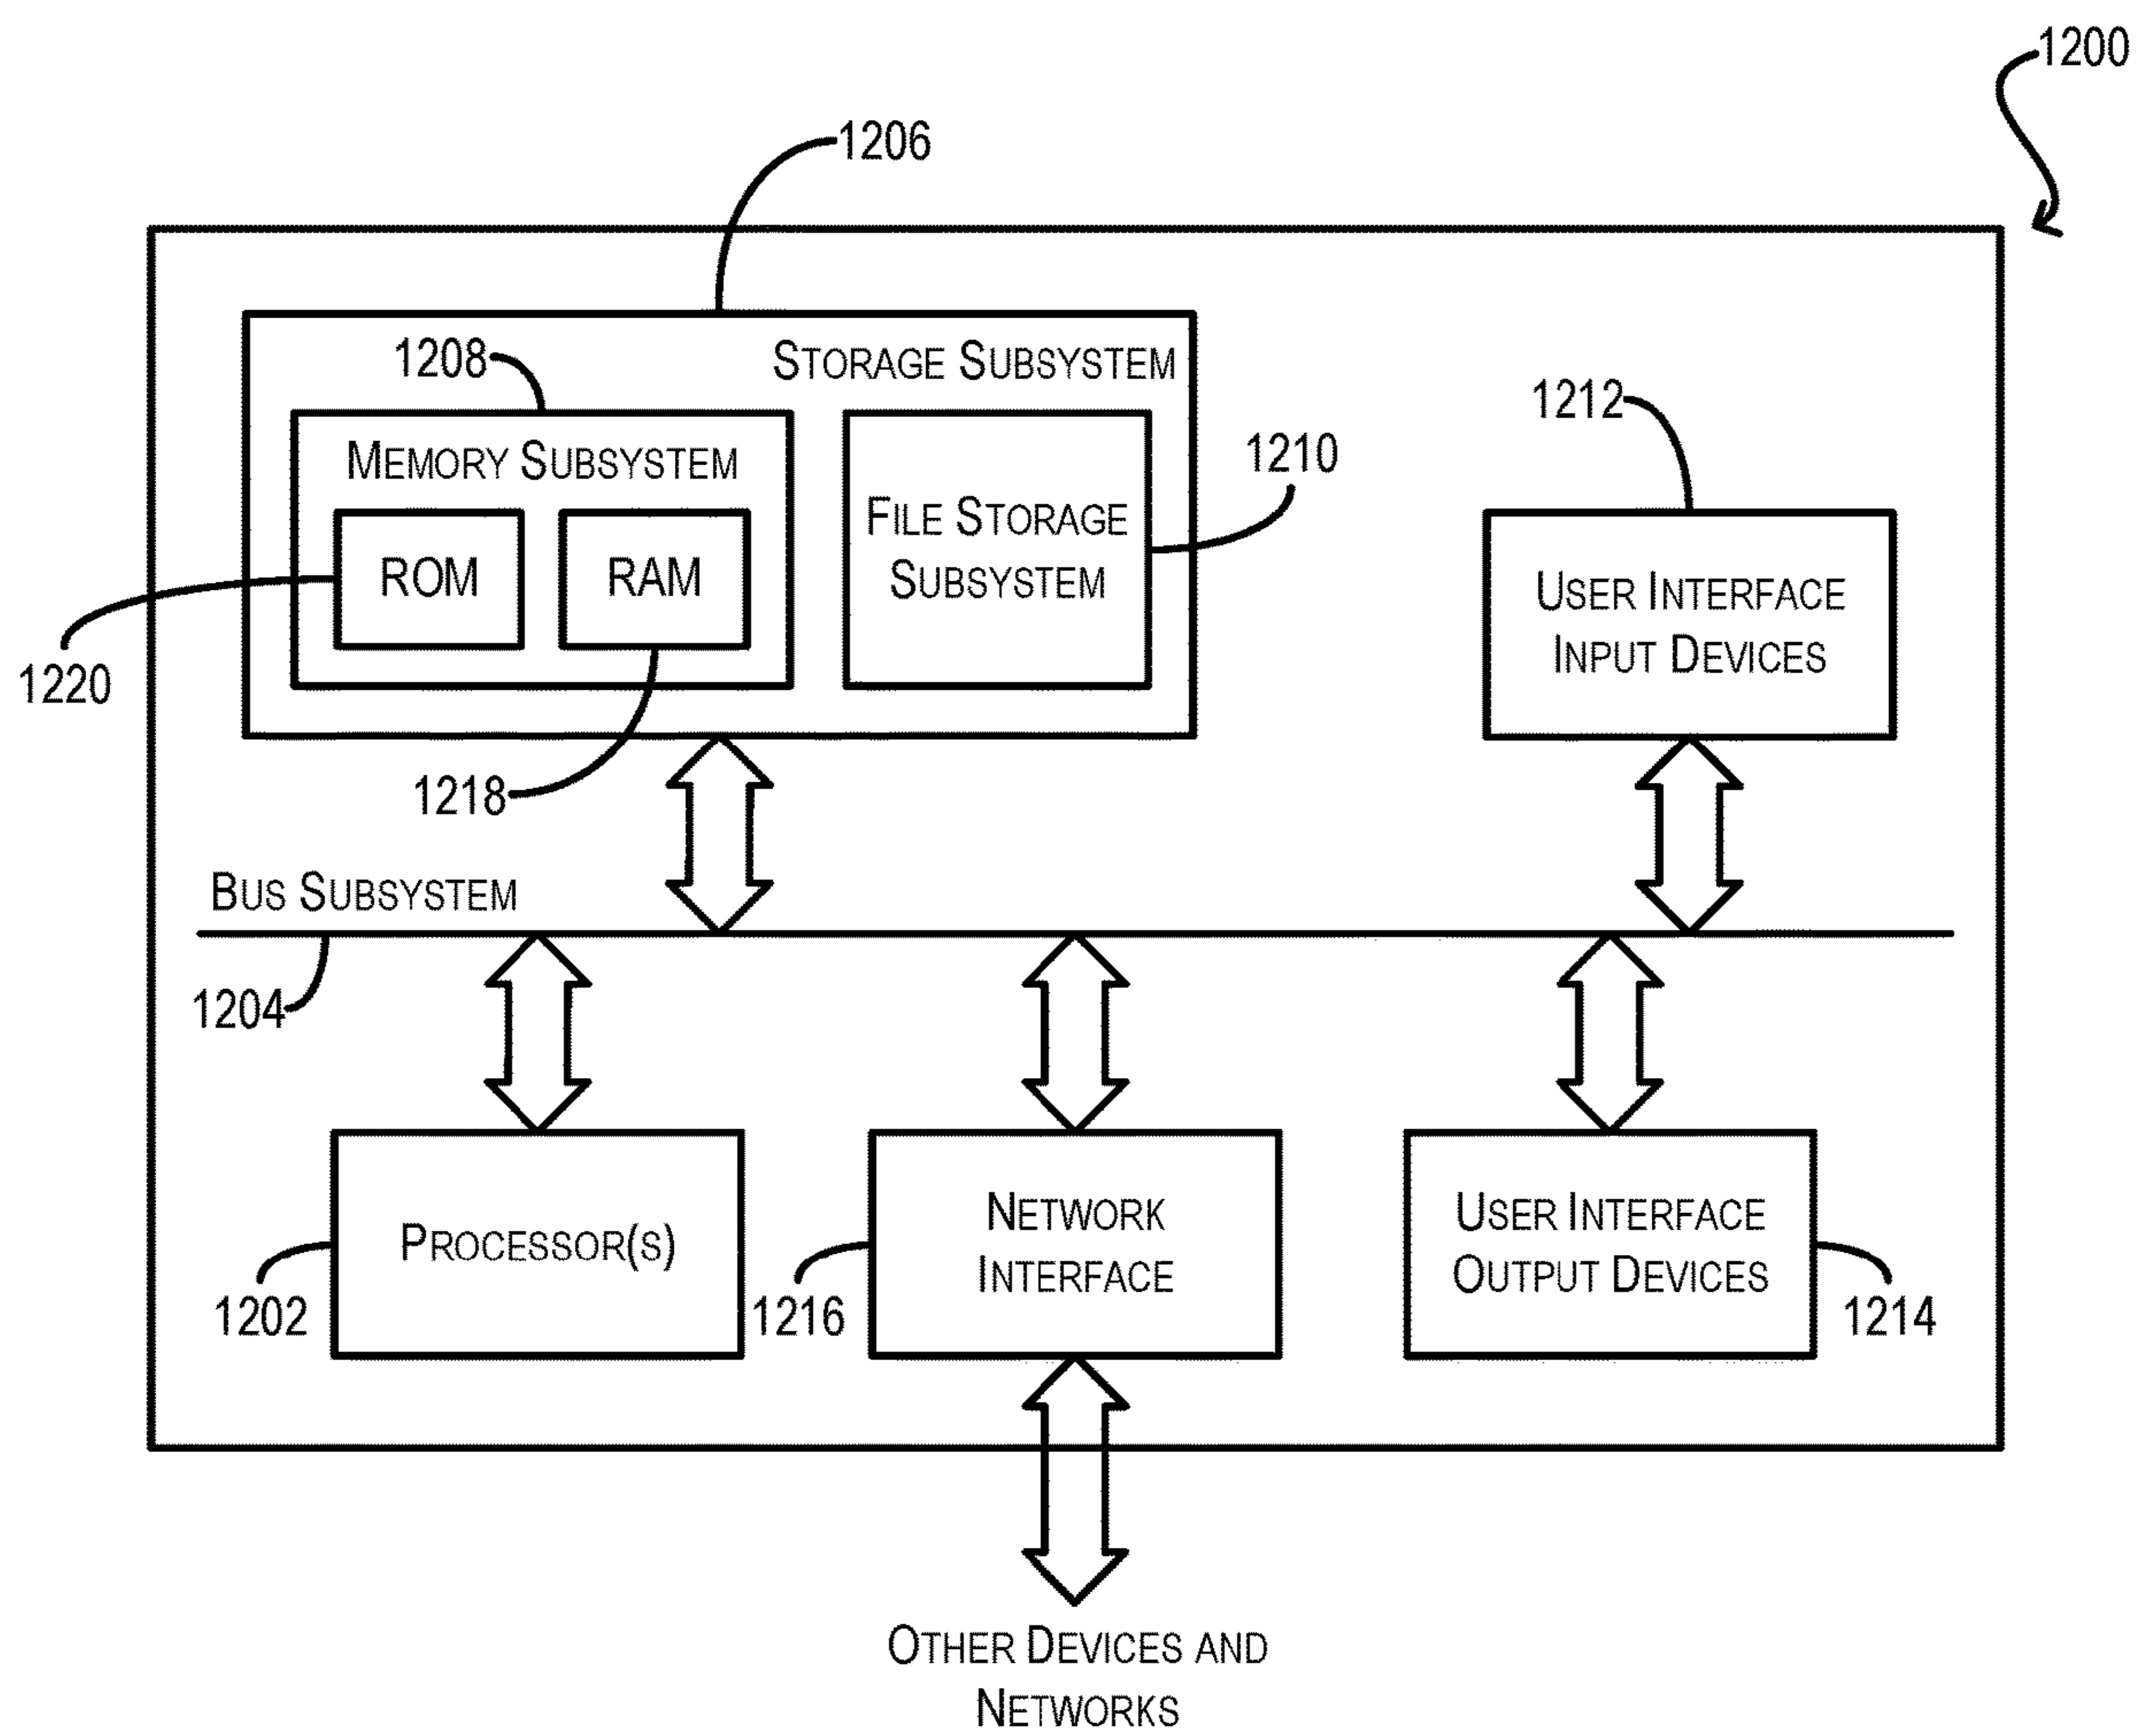 1200
1206
1208
STORAGE SUBSYSTEM
1212
MEMORY SUBSYSTEM
1210
FILE STORAGE
SUBSYSTEM
ROM
RAM
USER INTERFACE
INPUT DEVICES
1220
1218
BUS SUBSYSTEM
1204
PROCESSOR(S)
NETWORK
INTERFACE
USER INTERFACE
OUTPUT DEVICES
1202
1216
1214
OTHER DEVICES AND
NETWORKS